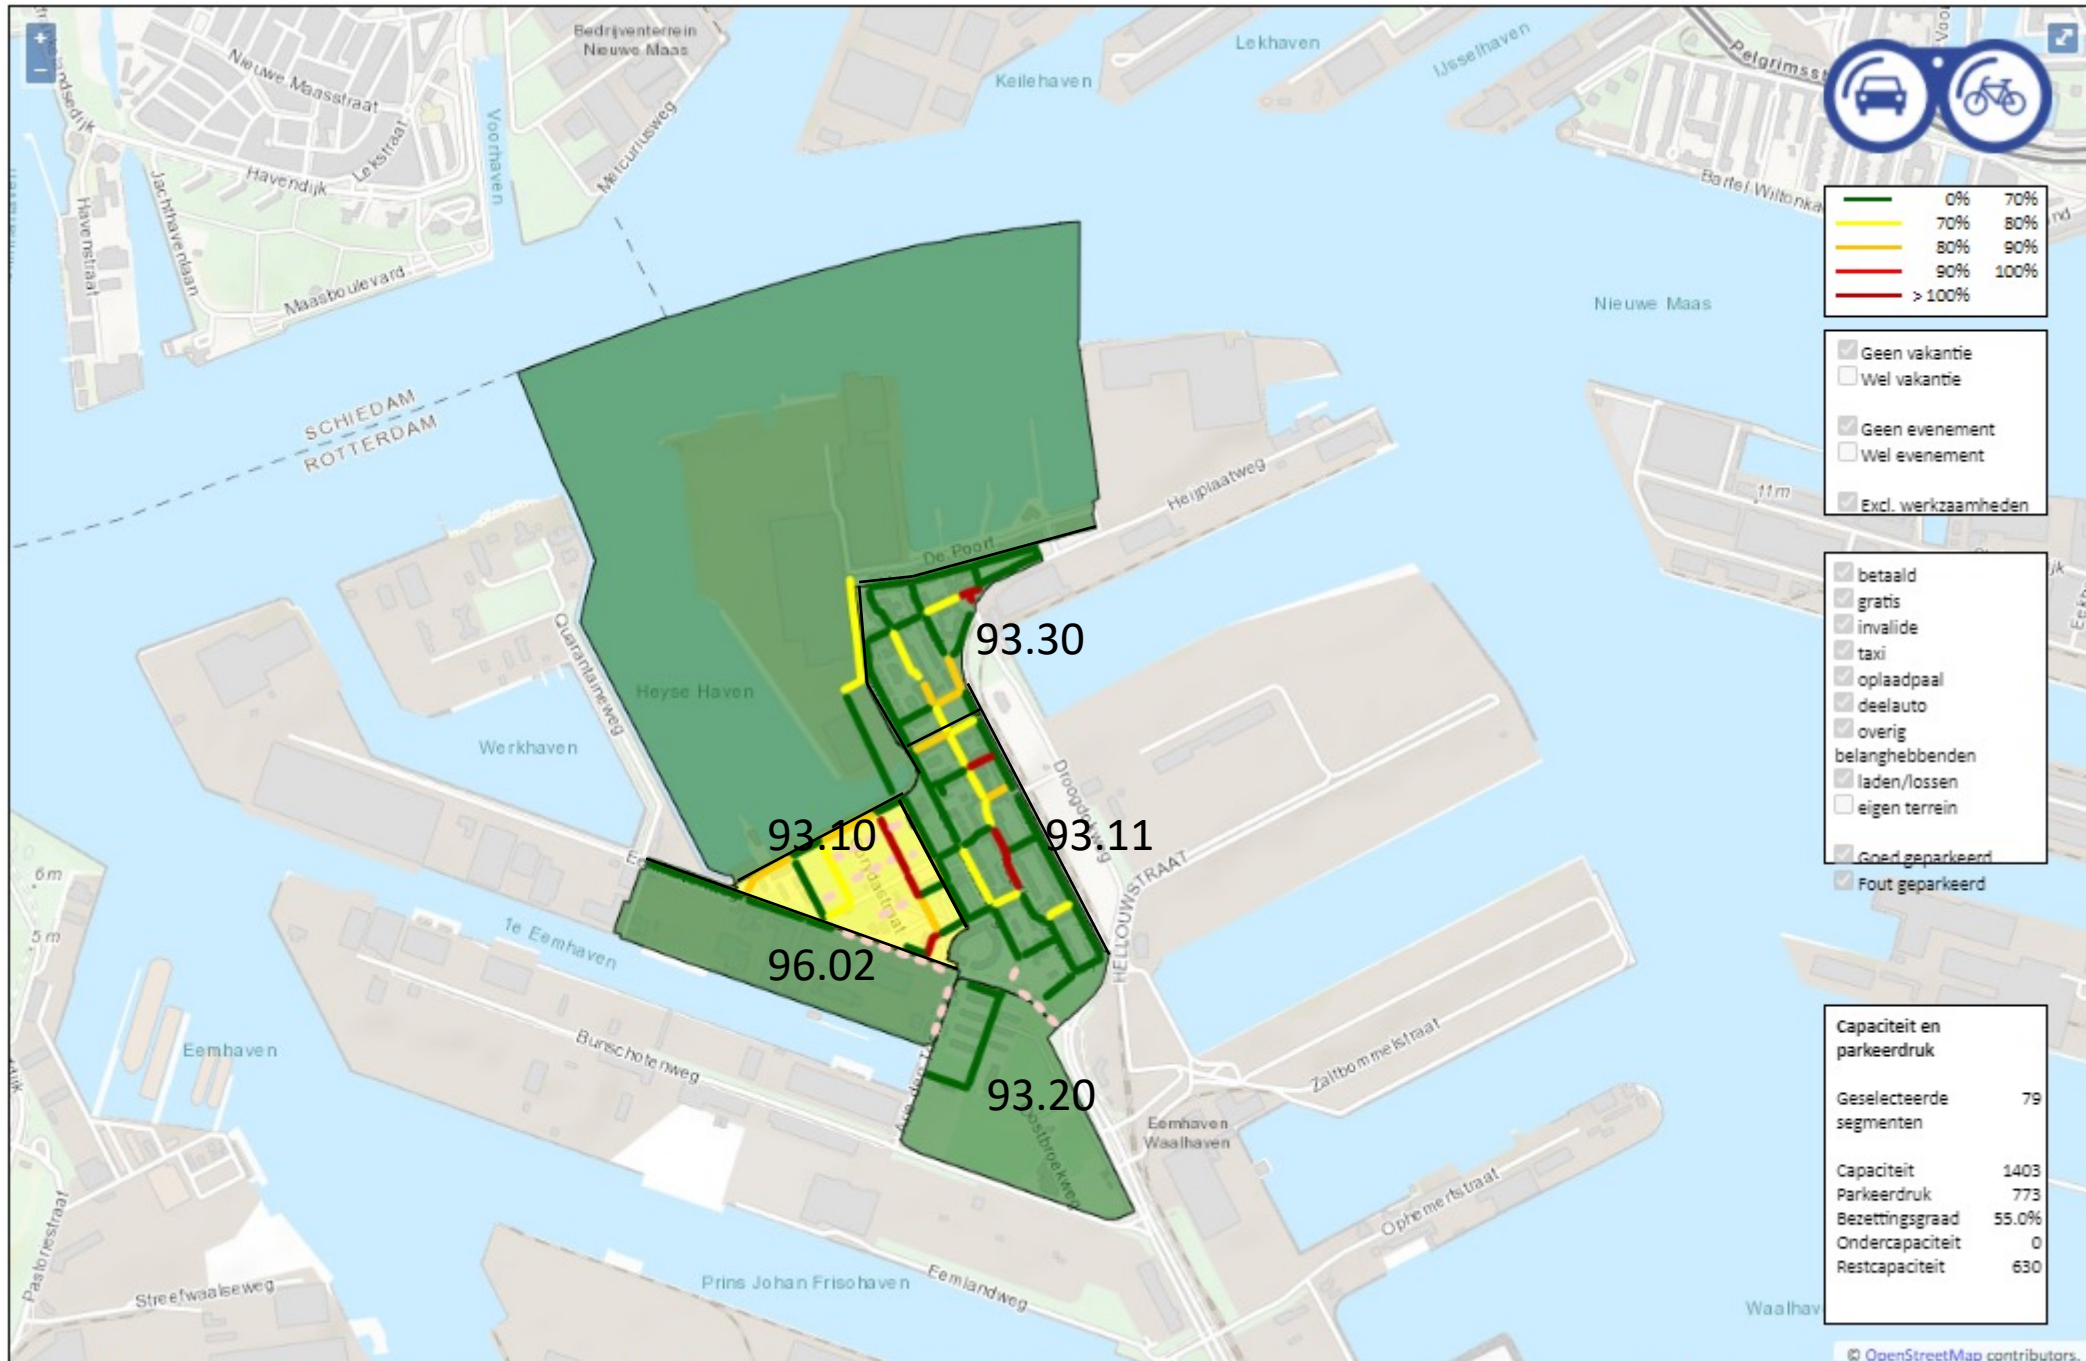 +
−
Nieuwe Maasstraat
Lekstraat
Havendijk
Havenstraat
Jachthavenlaan
Maasboulevard
Voorhaven
Bedrijventerrein
Nieuwe Maas
Mercuriusweg
Keilehaven
Lekhaven
IJsselhaven
Nieuwe Maas
SCHIEDAM
ROTTERDAM
Heijplaatweg
De Poort
Quarantaineweg
Heyse Haven
Werkhaven
93.30
93.10
93.11
96.02
93.20
Droogdokweg
HELLOUWSTRAAT
1e Eemhaven
Eemhaven
Bunschotenweg
Eemhaven
Waalhaven
Zaltbommelstraat
Ophemertstraat
Prins Johan Frisohaven
Eemlandweg
Streefwaalseweg
Pastoriestraat
6 m
5 m
11 m
0% 70%
70% 80%
80% 90%
90% 100%
> 100%
Geen vakantie
Wel vakantie
Geen evenement
Wel evenement
Excl. werkzaamheden
betaald
gratis
invalide
taxi
oplaadpaal
deelauto
overig
belanghebbenden
laden/lossen
eigen terrein
Goed geparkeerd
Fout geparkeerd
Capaciteit en
parkeerdruk
Geselecteerde 79
segmenten
Capaciteit 1403
Parkeerdruk 773
Bezettingsgraad 55.0%
Ondercapaciteit 0
Restcapaciteit 630
© OpenStreetMap contributors.